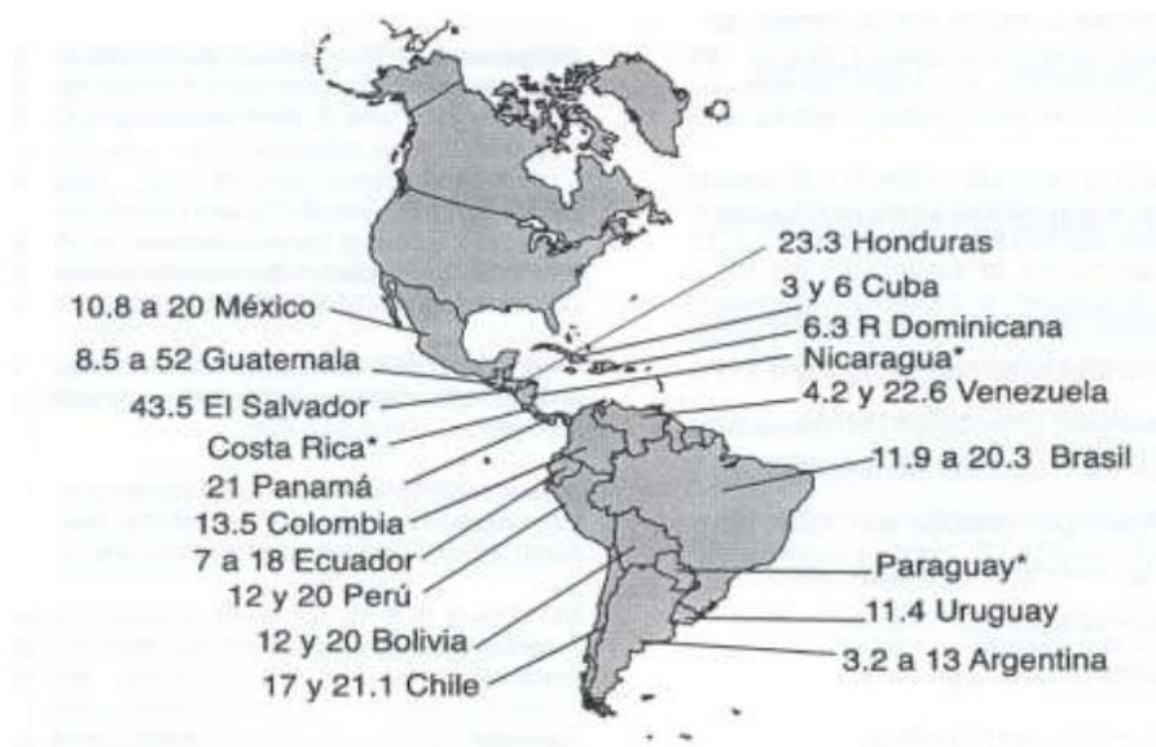 23.3 Honduras
3 y 6 Cuba
6.3 R Dominicana
Nicaragua*
4.2 y 22.6 Venezuela
11.9 a 20.3 Brasil
Paraguay*
11.4 Uruguay
3.2 a 13 Argentina
10.8 a 20 México
8.5 a 52 Guatemala
43.5 El Salvador
Costa Rica*
21 Panamá
13.5 Colombia
7 a 18 Ecuador
12 y 20 Perú
12 y 20 Bolivia
17 y 21.1 Chile